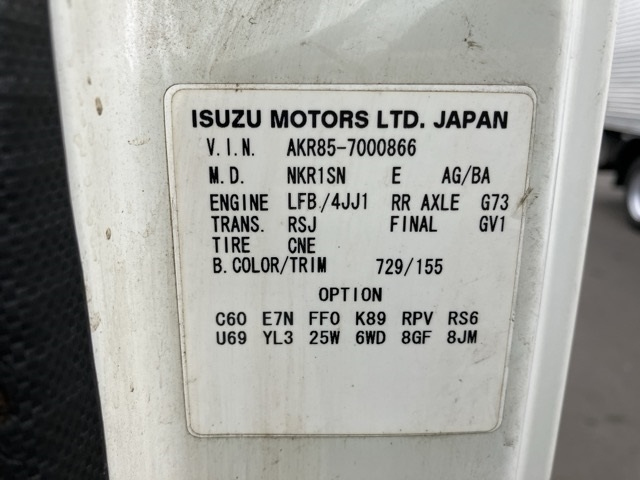 ISUZU MOTORS LTD. JAPAN
V.I.N. AKR85-7000866
M.D. NKR1SN E AG/BA
ENGINE LFB/4JJ1 RR AXLE G73
TRANS. RSJ FINAL GV1
TIRE CNE
B.COLOR/TRIM 729/155
OPTION
C60 E7N FF0 K89 RPV RS6
U69 YL3 25W 6WD 8GF 8JM